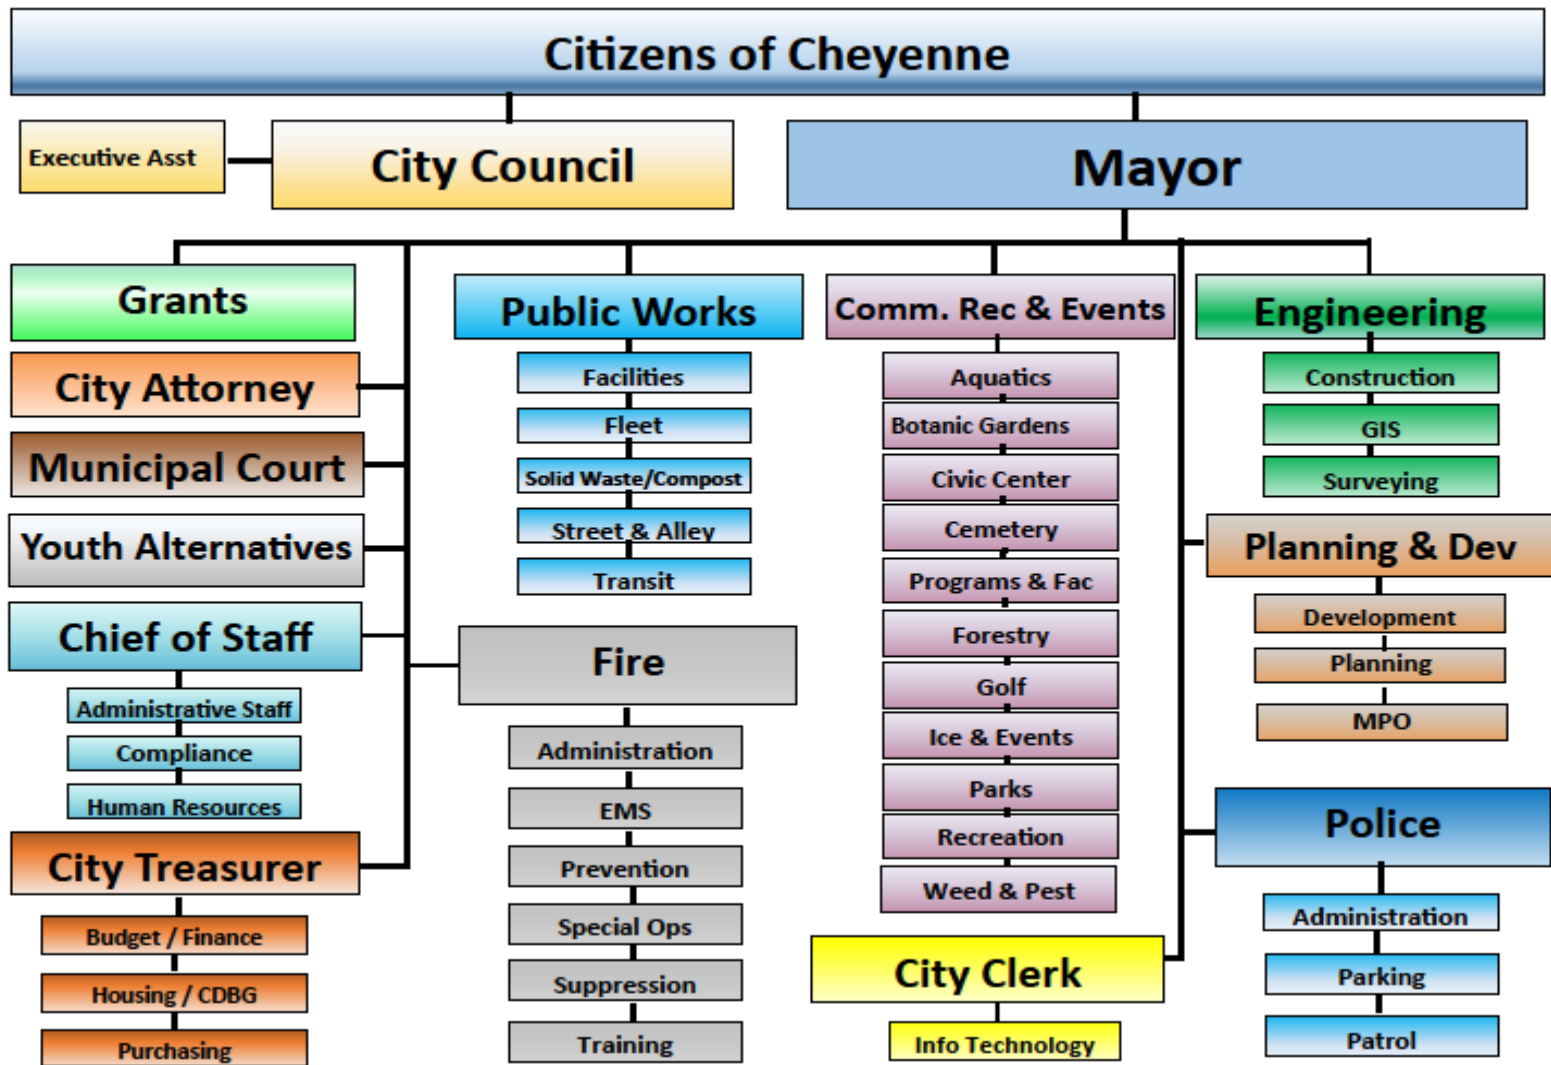 Citizens of Cheyenne
Executive Asst
City Council
Mayor
Grants
City Attorney
Municipal Court
Youth Alternatives
Chief of Staff
Administrative Staff
Compliance
Human Resources
City Treasurer
Budget / Finance
Housing / CDBG
Purchasing
Public Works
Facilities
Fleet
Solid Waste/Compost
Street & Alley
Transit
Fire
Administration
EMS
Prevention
Special Ops
Suppression
Training
Comm. Rec & Events
Aquatics
Botanic Gardens
Civic Center
Cemetery
Programs & Fac
Forestry
Golf
Ice & Events
Parks
Recreation
Weed & Pest
City Clerk
Info Technology
Engineering
Construction
GIS
Surveying
Planning & Dev
Development
Planning
MPO
Police
Administration
Parking
Patrol